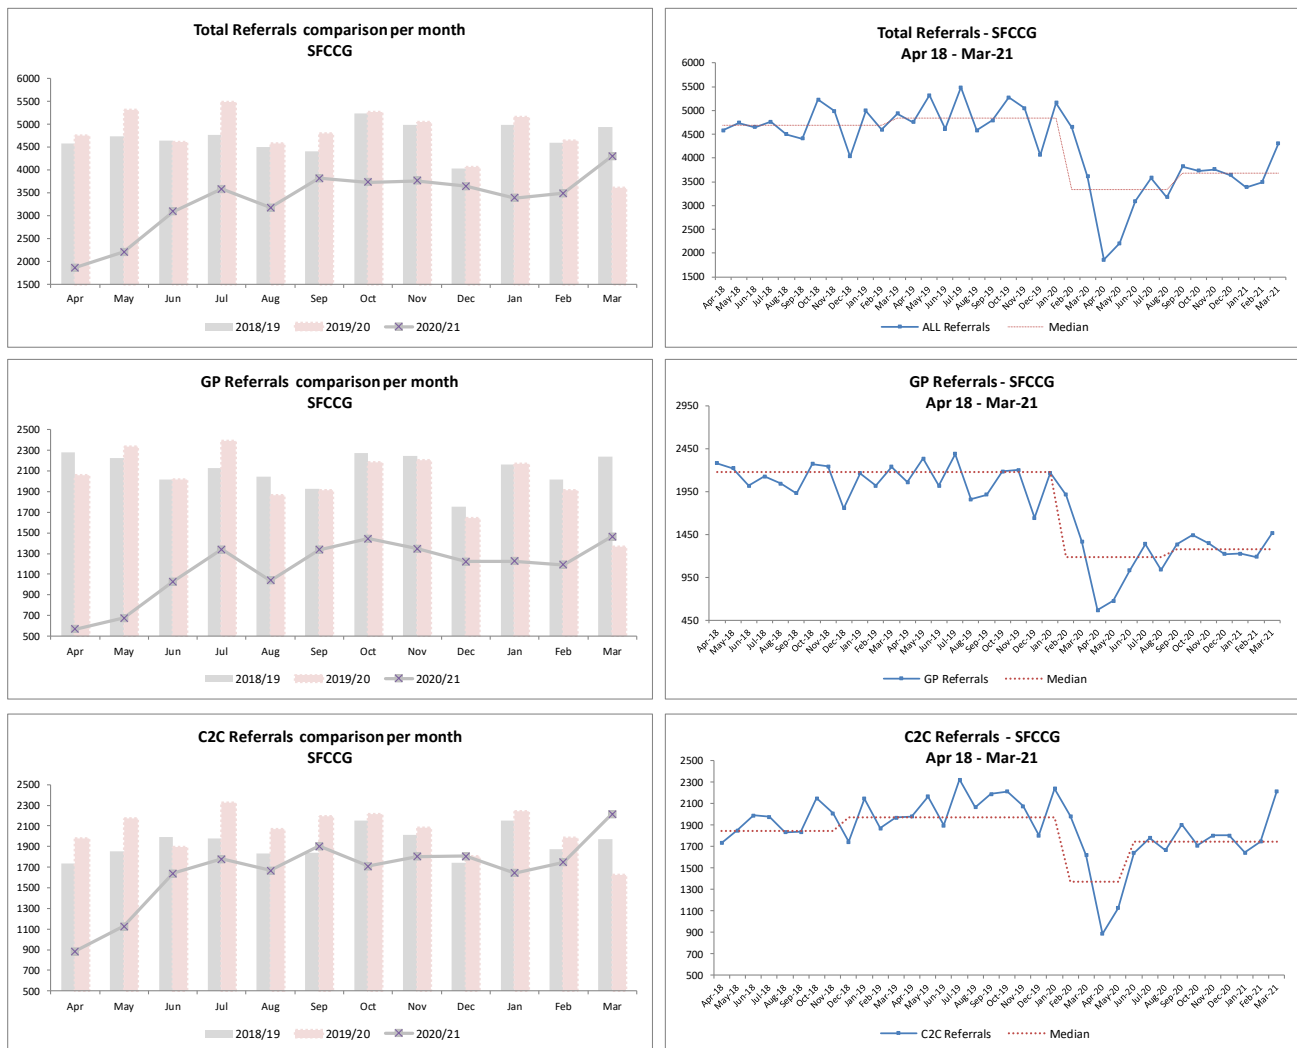 Total Referrals comparison per month
SFCCG
6000
5500
5000
4500
4000
3500
3000
2500
2000
1500
Apr May Jun Jul Aug Sep Oct Nov Dec Jan Feb Mar
2018/19 2019/20 2020/21
Total Referrals - SFCCG
Apr 18 - Mar-21
6000
5500
5000
4500
4000
3500
3000
2500
2000
1500
Apr-18 May-18 Jun-18 Jul-18 Aug-18 Sep-18 Oct-18 Nov-18 Dec-18 Jan-19 Feb-19 Mar-19 Apr-19 May-19 Jun-19 Jul-19 Aug-19 Sep-19 Oct-19 Nov-19 Dec-19 Jan-20 Feb-20 Mar-20 Apr-20 May-20 Jun-20 Jul-20 Aug-20 Sep-20 Oct-20 Nov-20 Dec-20 Jan-21 Feb-21 Mar-21
ALL Referrals Median
GP Referrals comparison per month
SFCCG
2500
2300
2100
1900
1700
1500
1300
1100
900
700
500
Apr May Jun Jul Aug Sep Oct Nov Dec Jan Feb Mar
2018/19 2019/20 2020/21
GP Referrals - SFCCG
Apr 18 - Mar-21
2950
2450
1950
1450
950
450
Apr-18 May-18 Jun-18 Jul-18 Aug-18 Sep-18 Oct-18 Nov-18 Dec-18 Jan-19 Feb-19 Mar-19 Apr-19 May-19 Jun-19 Jul-19 Aug-19 Sep-19 Oct-19 Nov-19 Dec-19 Jan-20 Feb-20 Mar-20 Apr-20 May-20 Jun-20 Jul-20 Aug-20 Sep-20 Oct-20 Nov-20 Dec-20 Jan-21 Feb-21 Mar-21
GP Referrals Median
C2C Referrals comparison per month
SFCCG
2500
2300
2100
1900
1700
1500
1300
1100
900
700
500
Apr May Jun Jul Aug Sep Oct Nov Dec Jan Feb Mar
2018/19 2019/20 2020/21
C2C Referrals - SFCCG
Apr 18 - Mar-21
2500
2300
2100
1900
1700
1500
1300
1100
900
700
500
Apr-18 May-18 Jun-18 Jul-18 Aug-18 Sep-18 Oct-18 Nov-18 Dec-18 Jan-19 Feb-19 Mar-19 Apr-19 May-19 Jun-19 Jul-19 Aug-19 Sep-19 Oct-19 Nov-19 Dec-19 Jan-20 Feb-20 Mar-20 Apr-20 May-20 Jun-20 Jul-20 Aug-20 Sep-20 Oct-20 Nov-20 Dec-20 Jan-21 Feb-21 Mar-21
C2C Referrals Median